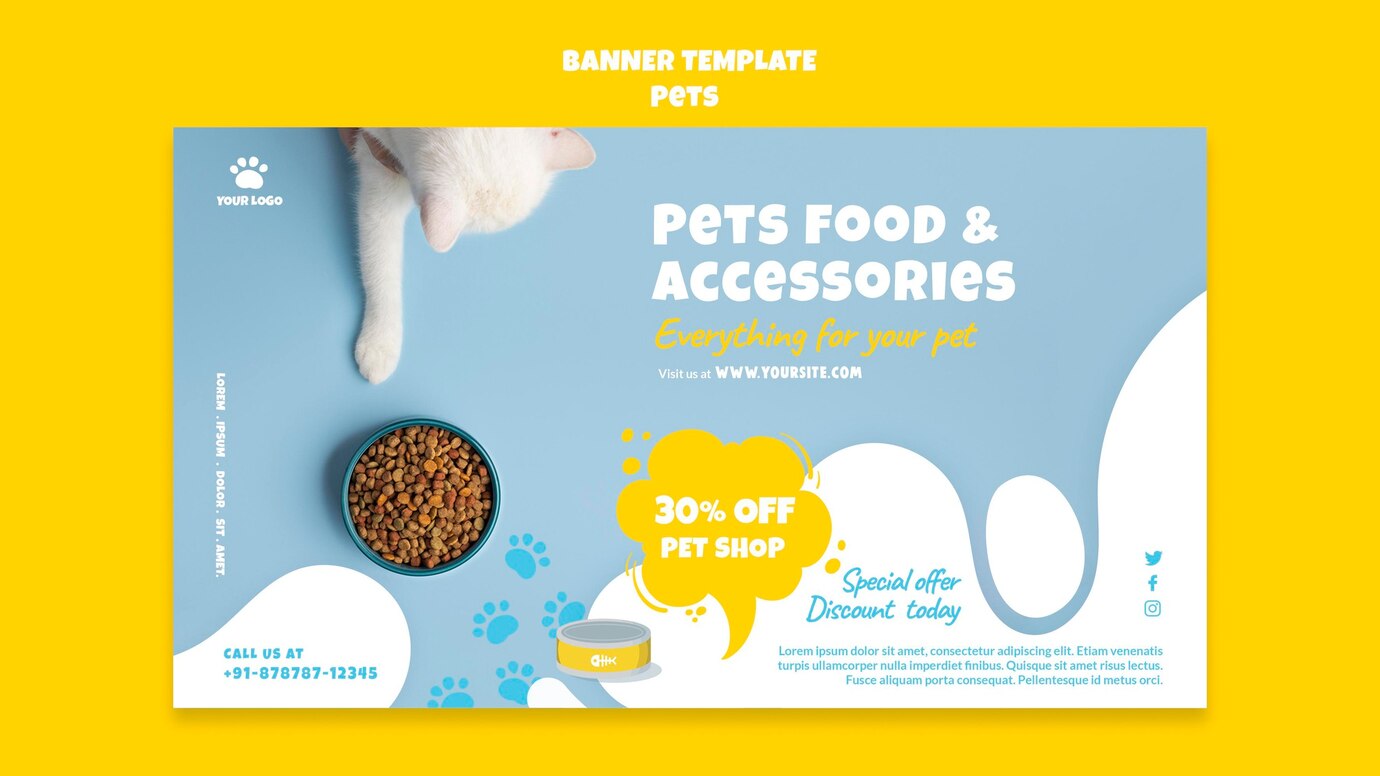 BANNER TEMPLATE
PETS
YOUR LOGO
PETS FOOD &
ACCESSORIES
Everything for your pet
Visit us at WWW.YOURSITE.COM
LOREM . IPSUM . DOLOR . SIT . AMET.
30% OFF
PET SHOP
Special offer
Discount today
CALL US AT
+91-878787-12345
Lorem ipsum dolor sit amet, consectetur adipiscing elit. Etiam venenatis
turpis ullamcorper nulla imperdiet finibus. Quisque sit amet risus lectus.
Fusce aliquam porta consequat. Pellentesque id metus orci.